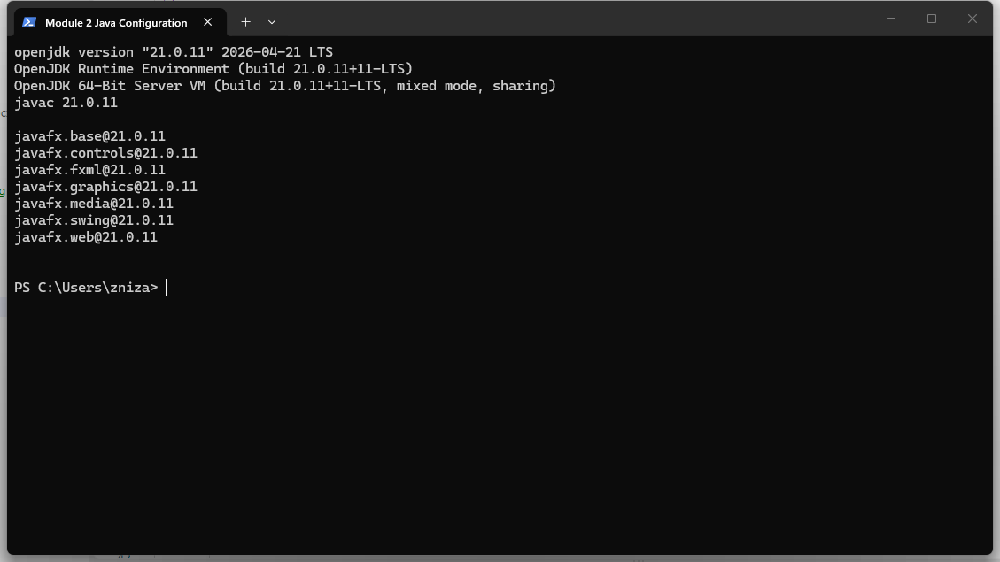 Module 2 Java Configuration
openjdk version "21.0.11" 2026-04-21 LTS
OpenJDK Runtime Environment (build 21.0.11+11-LTS)
OpenJDK 64-Bit Server VM (build 21.0.11+11-LTS, mixed mode, sharing)
javac 21.0.11
javafx.base@21.0.11
javafx.controls@21.0.11
javafx.fxml@21.0.11
javafx.graphics@21.0.11
javafx.media@21.0.11
javafx.swing@21.0.11
javafx.web@21.0.11
PS C:\Users\zniza>